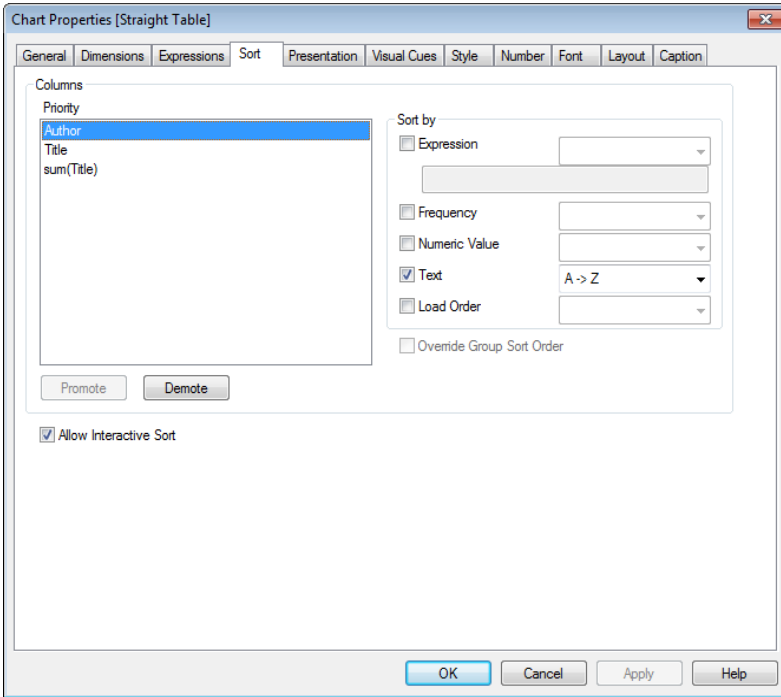 Chart Properties [Straight Table]
General Dimensions Expressions Sort Presentation Visual Cues Style Number Font Layout Caption
Columns
Priority
Author
Title
sum(Title)
Promote Demote
Sort by
Expression
Frequency
Numeric Value
Text A -> Z
Load Order
Override Group Sort Order
Allow Interactive Sort
OK Cancel Apply Help